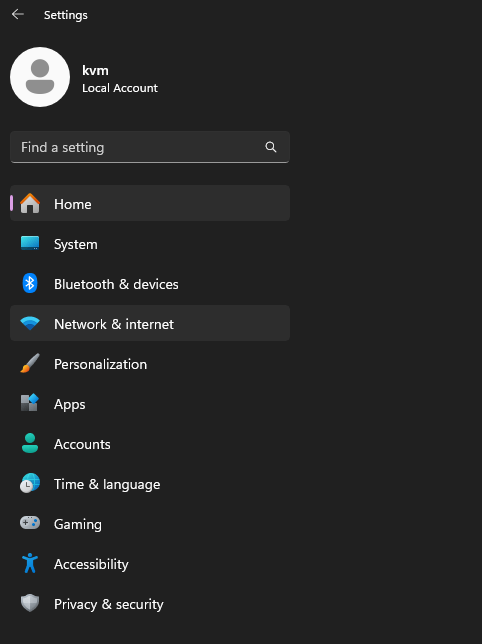 Settings
kvm
Local Account
Find a setting
Home
System
Bluetooth & devices
Network & internet
Personalization
Apps
Accounts
Time & language
Gaming
Accessibility
Privacy & security